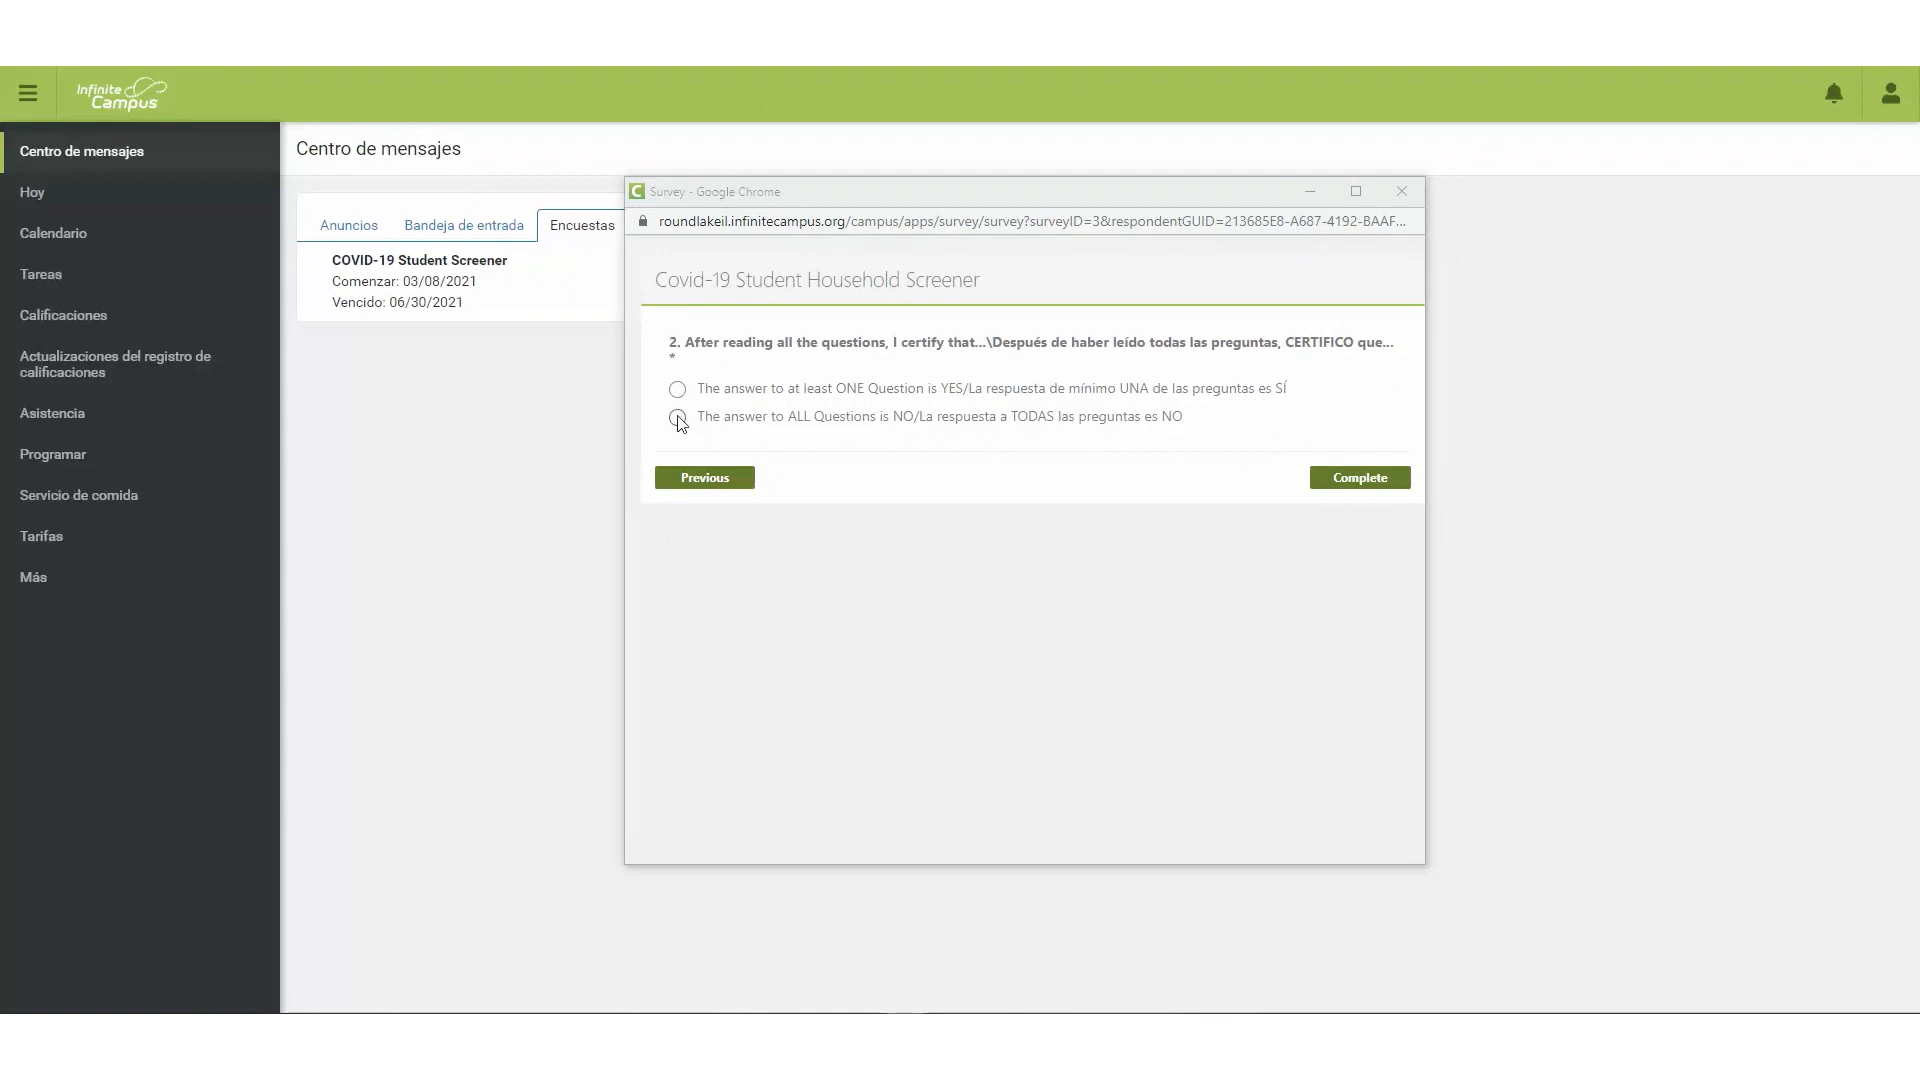 Infinite
Campus
Centro de mensajes
Hoy
Calendario
Tareas
Calificaciones
Actualizaciones del registro de
calificaciones
Asistencia
Programar
Servicio de comida
Tarifas
Más
Centro de mensajes
Anuncios
Bandeja de entrada
Encuestas
COVID-19 Student Screener
Comenzar: 03/08/2021
Vencido: 06/30/2021
Survey - Google Chrome
roundlakeil.infinitecampus.org/campus/apps/survey/survey?surveyID=3&respondentGUID=213685E8-A687-4192-BAAF...
Covid-19 Student Household Screener
2. After reading all the questions, I certify that...\Después de haber leído todas las preguntas, CERTIFICO que...
*
The answer to at least ONE Question is YES/La respuesta de mínimo UNA de las preguntas es SÍ
The answer to ALL Questions is NO/La respuesta a TODAS las preguntas es NO
Previous
Complete